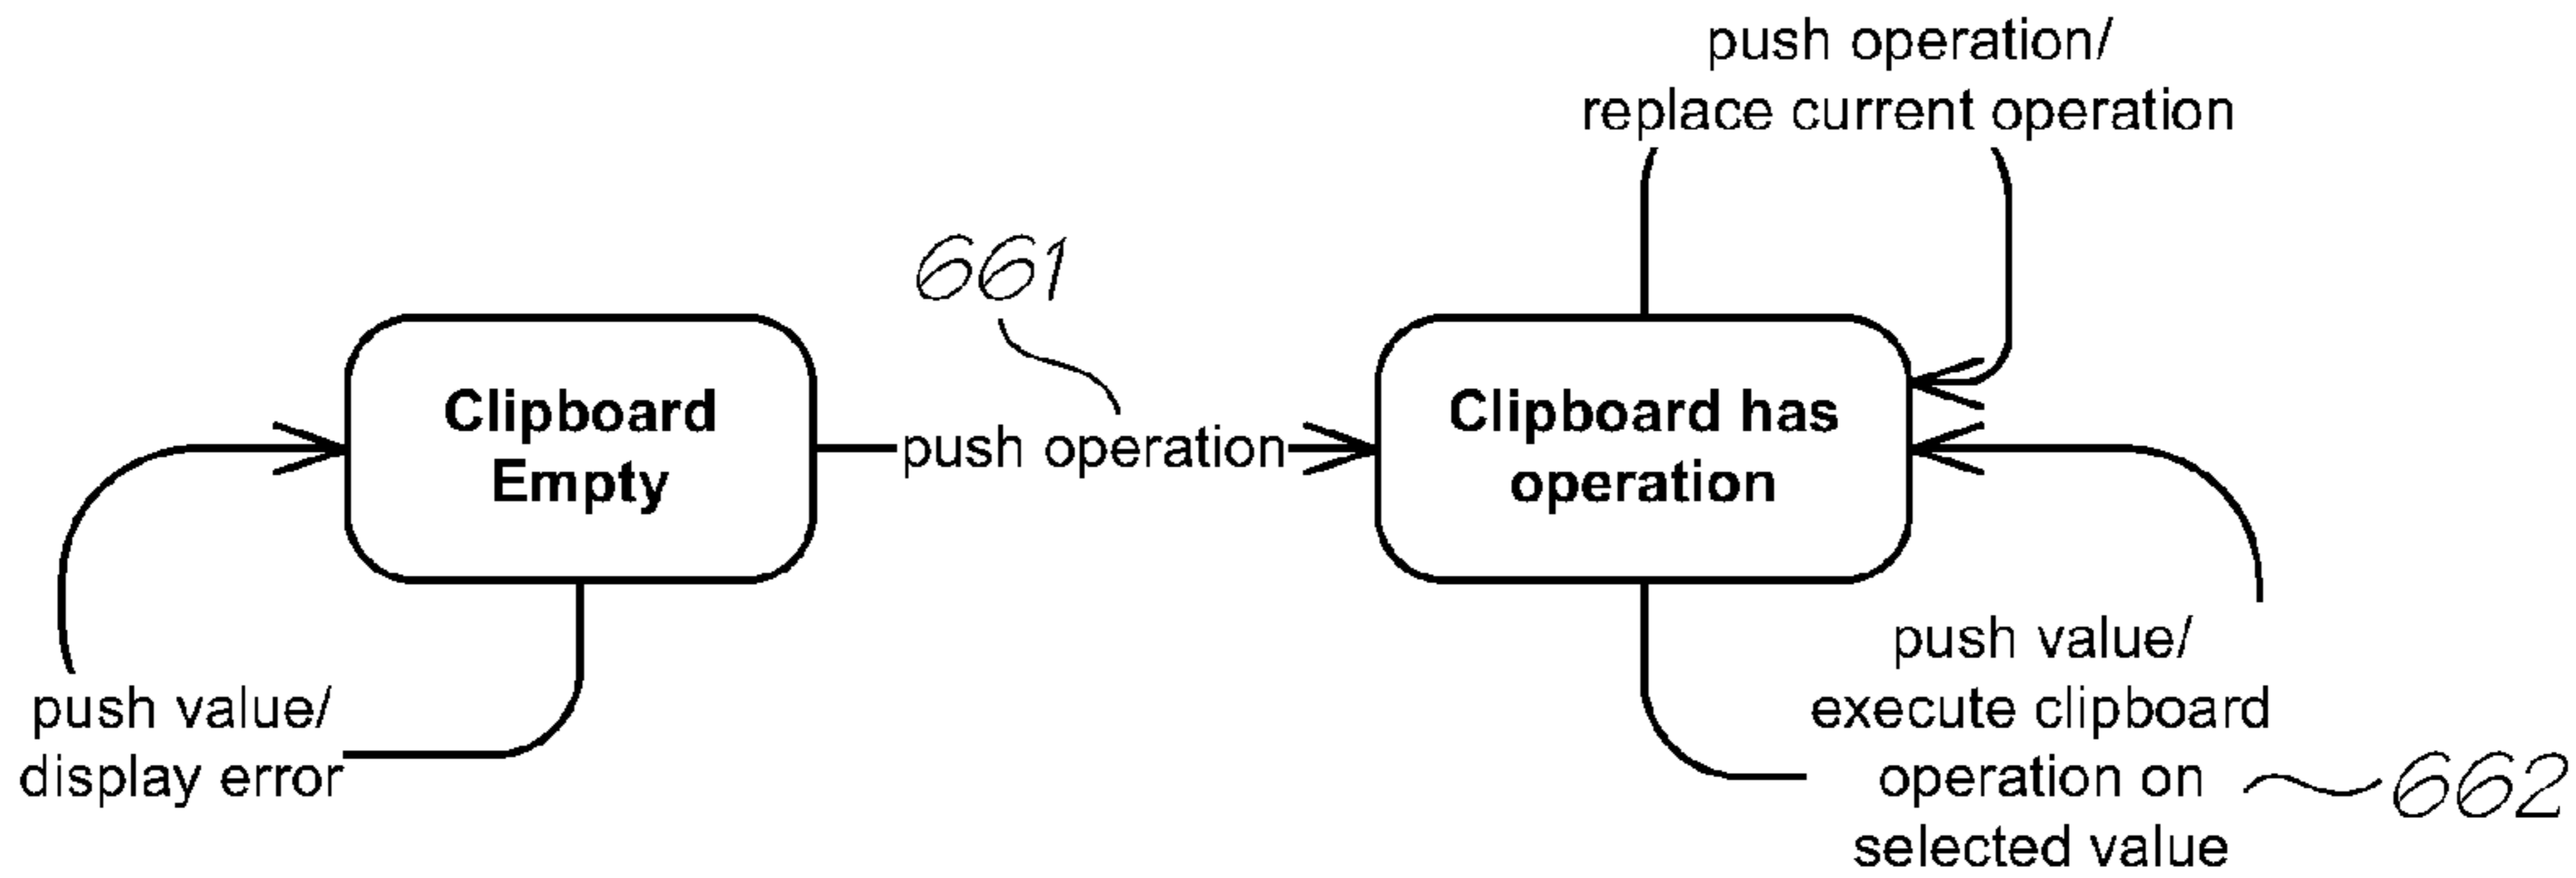 push operation/
replace current operation
661
Clipboard
Empty
push operation
Clipboard has
operation
push value/
display error
push value/
execute clipboard
operation on
selected value
662